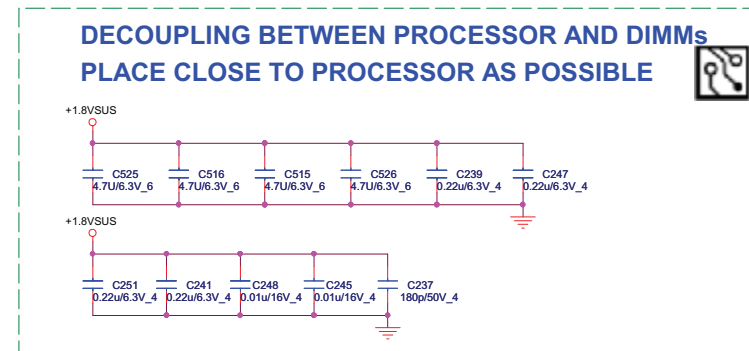 DECOUPLING BETWEEN PROCESSOR AND DIMMs
PLACE CLOSE TO PROCESSOR AS POSSIBLE
+1.8VSUS
C525 C516 C515 C526 C239 C247
4.7U/6.3V_6 4.7U/6.3V_6 4.7U/6.3V_6 4.7U/6.3V_6 0.22u/6.3V_4 0.22u/6.3V_4
+1.8VSUS
C251 C241 C248 C245 C237
0.22u/6.3V_4 0.22u/6.3V_4 0.01u/16V_4 0.01u/16V_4 180p/50V_4